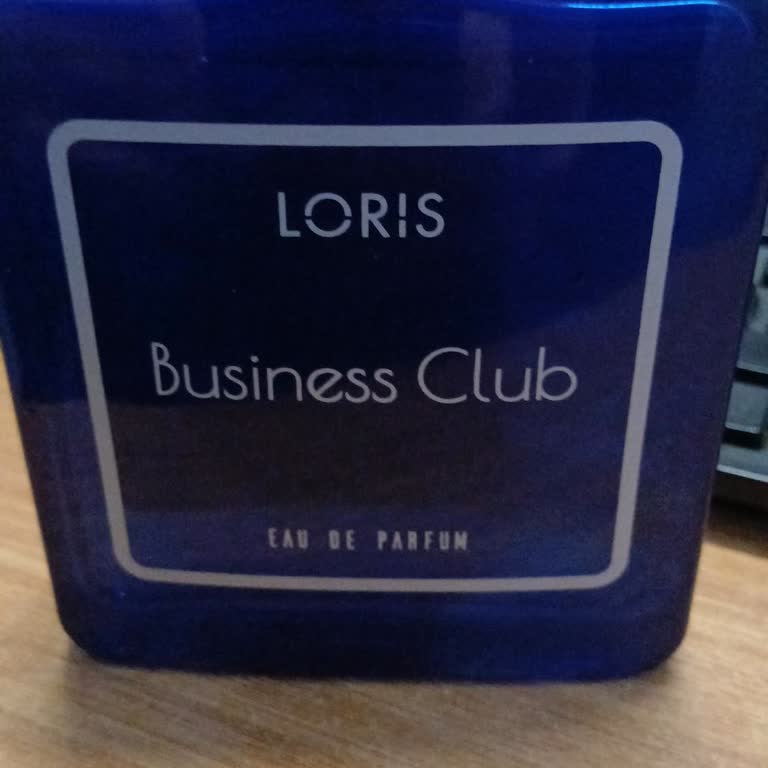 LORIS
Business Club
EAU DE PARFUM